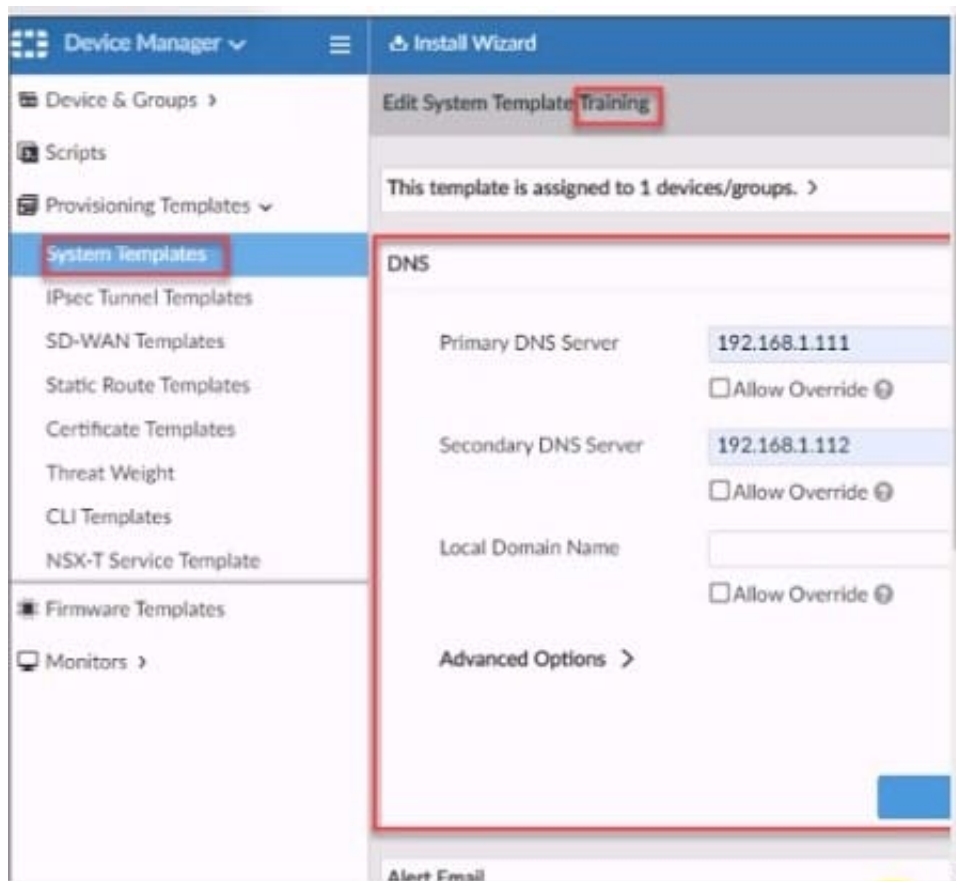 Device Manager
Install Wizard
Device & Groups >
Edit System Template Training
Scripts
This template is assigned to 1 devices/groups. >
Provisioning Templates
System Templates
DNS
IPsec Tunnel Templates
SD-WAN Templates
Primary DNS Server 192.168.1.111
Static Route Templates
Allow Override
Certificate Templates
Secondary DNS Server 192.168.1.112
Threat Weight
Allow Override
CLI Templates
Local Domain Name
NSX-T Service Template
Allow Override
Firmware Templates
Monitors >
Advanced Options >
Alert Email